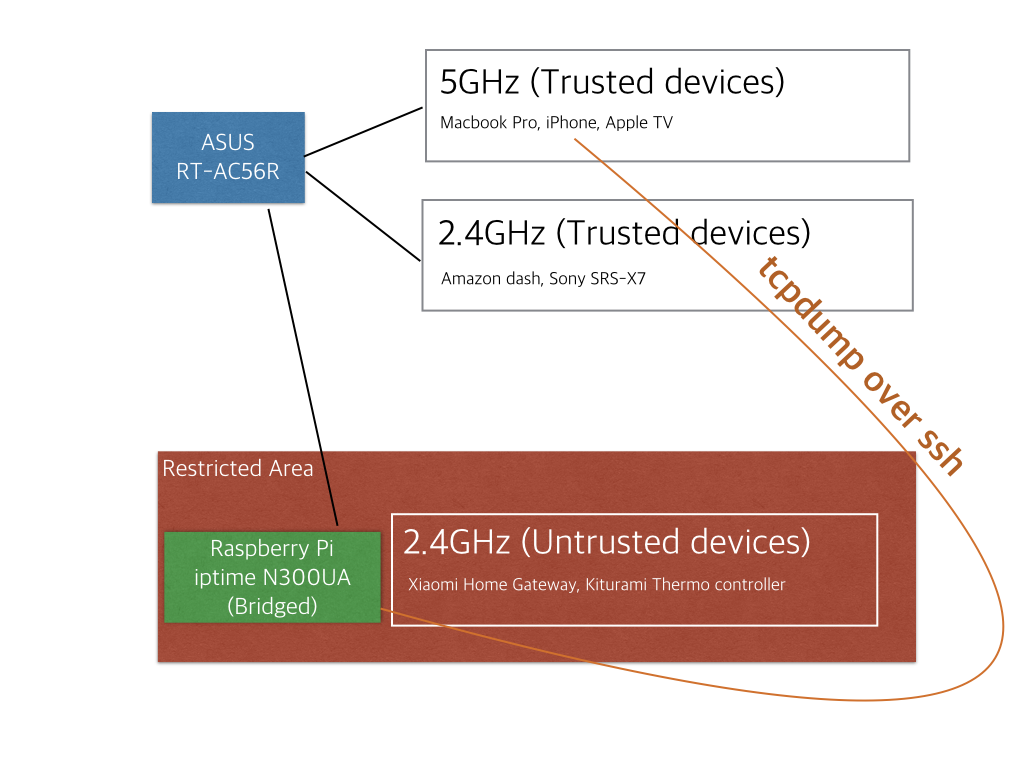 ASUS
RT-AC56R
5GHz (Trusted devices)
Macbook Pro, iPhone, Apple TV
2.4GHz (Trusted devices)
Amazon dash, Sony SRS-X7
tcpdump over ssh
Restricted Area
Raspberry Pi
iptime N300UA
(Bridged)
2.4GHz (Untrusted devices)
Xiaomi Home Gateway, Kiturami Thermo controller